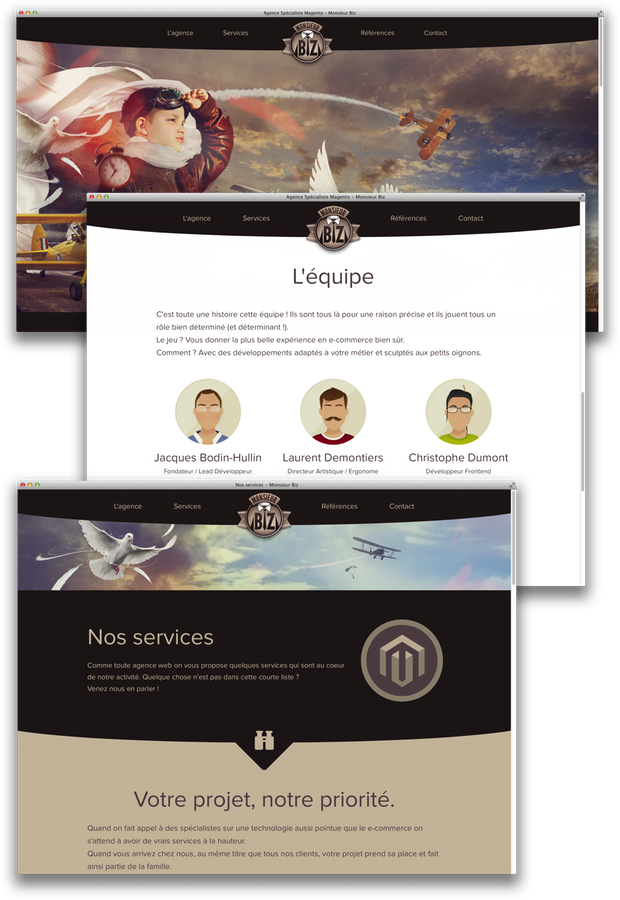 Agence Spécialiste Magento – Monsieur Biz
L'agence Services MONSIEUR BIZ Références Contact
Agence Spécialiste Magento – Monsieur Biz
L'agence Services MONSIEUR BIZ Références Contact
L'équipe
C'est toute une histoire cette équipe ! Ils sont tous là pour une raison précise et ils jouent tous un
rôle bien déterminé (et déterminant !).
Le jeu ? Vous donner la plus belle expérience en e-commerce bien sûr.
Comment ? Avec des développements adaptés à votre métier et sculptés aux petits oignons.
Jacques Bodin-Hullin Laurent Demontiers Christophe Dumont
Fondateur / Lead Développeur Directeur Artistique / Ergonome Développeur Frontend
Nos services – Monsieur Biz
L'agence Services MONSIEUR BIZ Références Contact
Nos services
Comme toute agence web on vous propose quelques services qui sont au coeur
de notre activité. Quelque chose n'est pas dans cette courte liste ?
Venez nous en parler !
Votre projet, notre priorité.
Quand on fait appel à des spécialistes sur une technologie aussi pointue que le e-commerce on
s'attend à avoir de vrais services à la hauteur.
Quand vous arrivez chez nous, au même titre que tous nos clients, votre projet prend sa place et fait
ainsi partie de la famille.